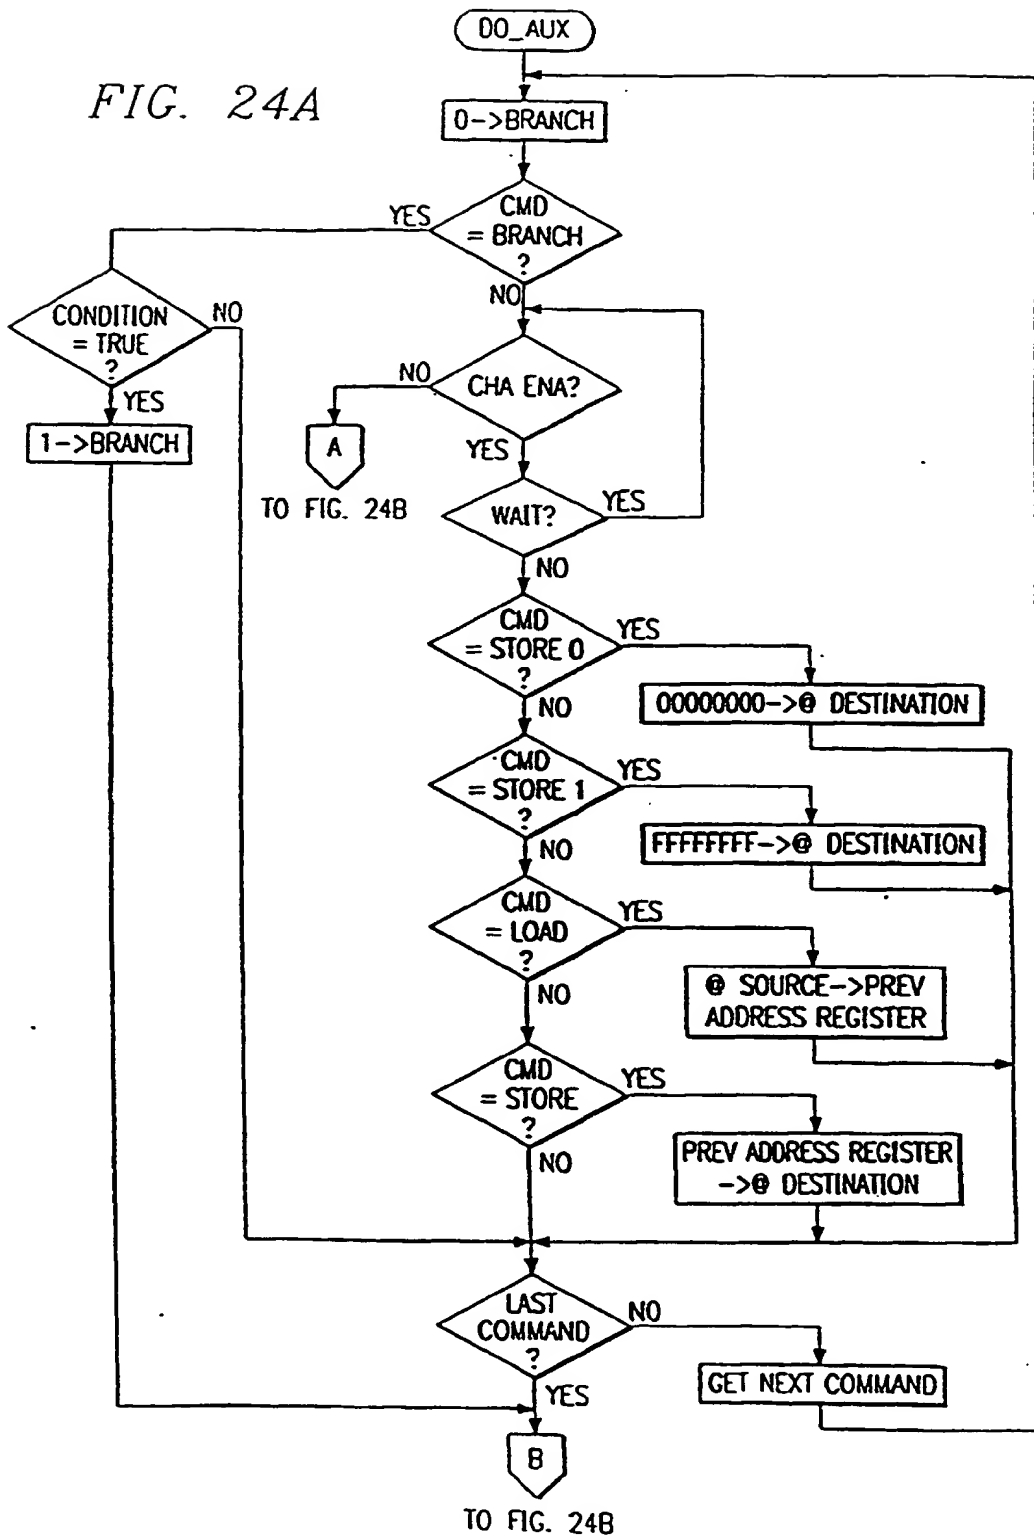 DO_AUX
FIG. 24A
0->BRANCH
CMD
= BRANCH
?
YES
NO
CONDITION
= TRUE
?
NO
YES
1->BRANCH
CHA ENA?
NO
YES
A
TO FIG. 24B
WAIT?
YES
NO
CMD
= STORE 0
?
YES
NO
00000000->@ DESTINATION
CMD
= STORE 1
?
YES
NO
FFFFFFFF->@ DESTINATION
CMD
= LOAD
?
YES
NO
@ SOURCE->PREV
ADDRESS REGISTER
CMD
= STORE
?
YES
NO
PREV ADDRESS REGISTER
->@ DESTINATION
LAST
COMMAND
?
NO
YES
GET NEXT COMMAND
B
TO FIG. 24B